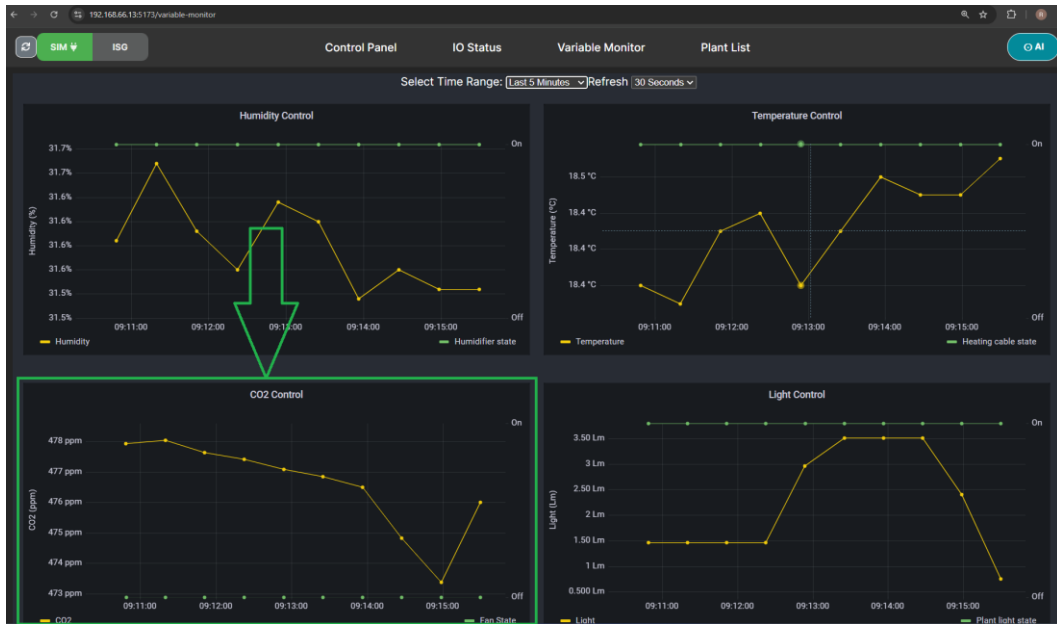 192.168.66.13:5173/variable-monitor
SIM
ISG
Control Panel
IO Status
Variable Monitor
Plant List
AI
Select Time Range: Last 5 Minutes Refresh 30 Seconds
Humidity Control
31.7%
31.7%
31.6%
31.6%
31.6%
31.6%
31.5%
31.5%
Humidity (%)
On
Off
09:11:00 09:12:00 09:13:00 09:14:00 09:15:00
Humidity
Humidifier state
Temperature Control
18.5 °C
18.4 °C
18.4 °C
18.4 °C
Temperature (°C)
On
Off
09:11:00 09:12:00 09:13:00 09:14:00 09:15:00
Temperature
Heating cable state
CO2 Control
478 ppm
477 ppm
476 ppm
475 ppm
474 ppm
473 ppm
CO2 (ppm)
On
Off
09:11:00 09:12:00 09:13:00 09:14:00 09:15:00
CO2
Fan State
Light Control
3.50 Lm
3 Lm
2.50 Lm
2 Lm
1.50 Lm
1 Lm
0.500 Lm
Light (Lm)
On
Off
09:11:00 09:12:00 09:13:00 09:14:00 09:15:00
Light
Plant light state